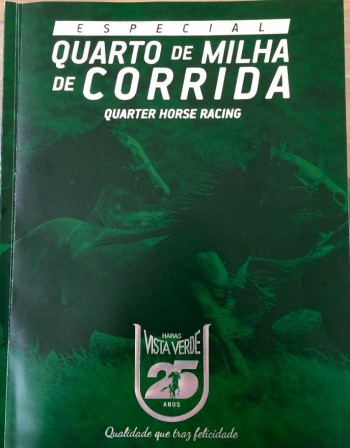 ESPECIAL
QUARTO DE MILHA
DE CORRIDA
QUARTER HORSE RACING
HARAS
VISTA VERDE
25
ANOS
Qualidade que traz felicidade